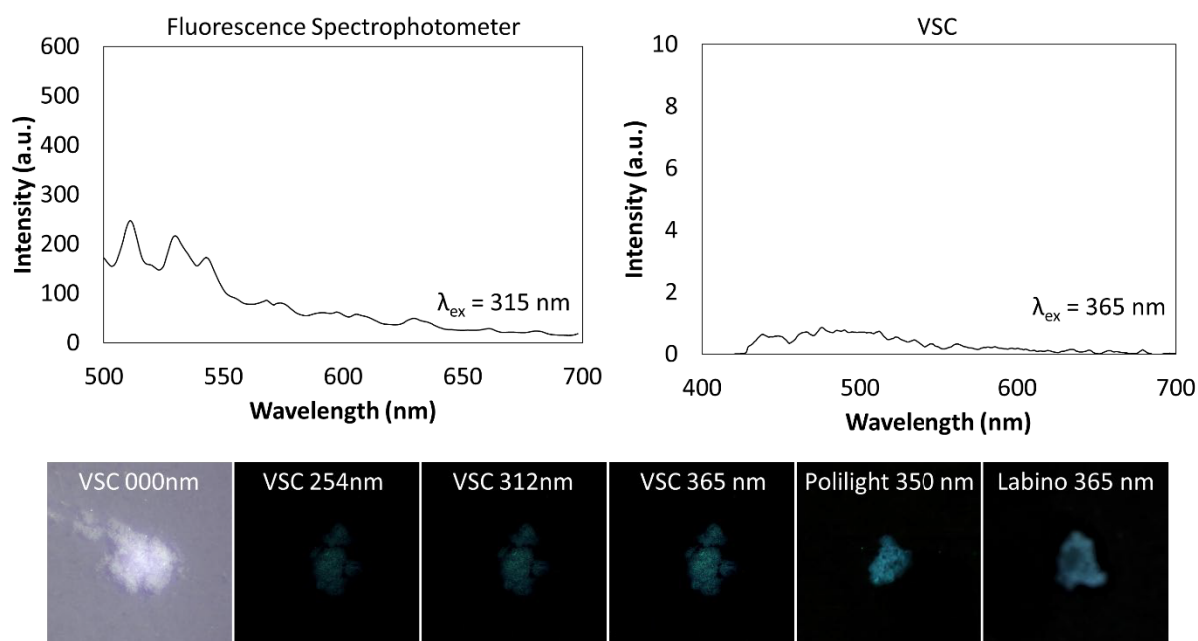 Fluorescence Spectrophotometer
600
500
400
300
200
100
0
Intensity (a.u.)
λex = 315 nm
500 550 600 650 700
Wavelength (nm)
VSC
10
8
6
4
2
0
Intensity (a.u.)
λex = 365 nm
400 500 600 700
Wavelength (nm)
VSC 000nm VSC 254nm VSC 312nm VSC 365 nm Polilight 350 nm Labino 365 nm